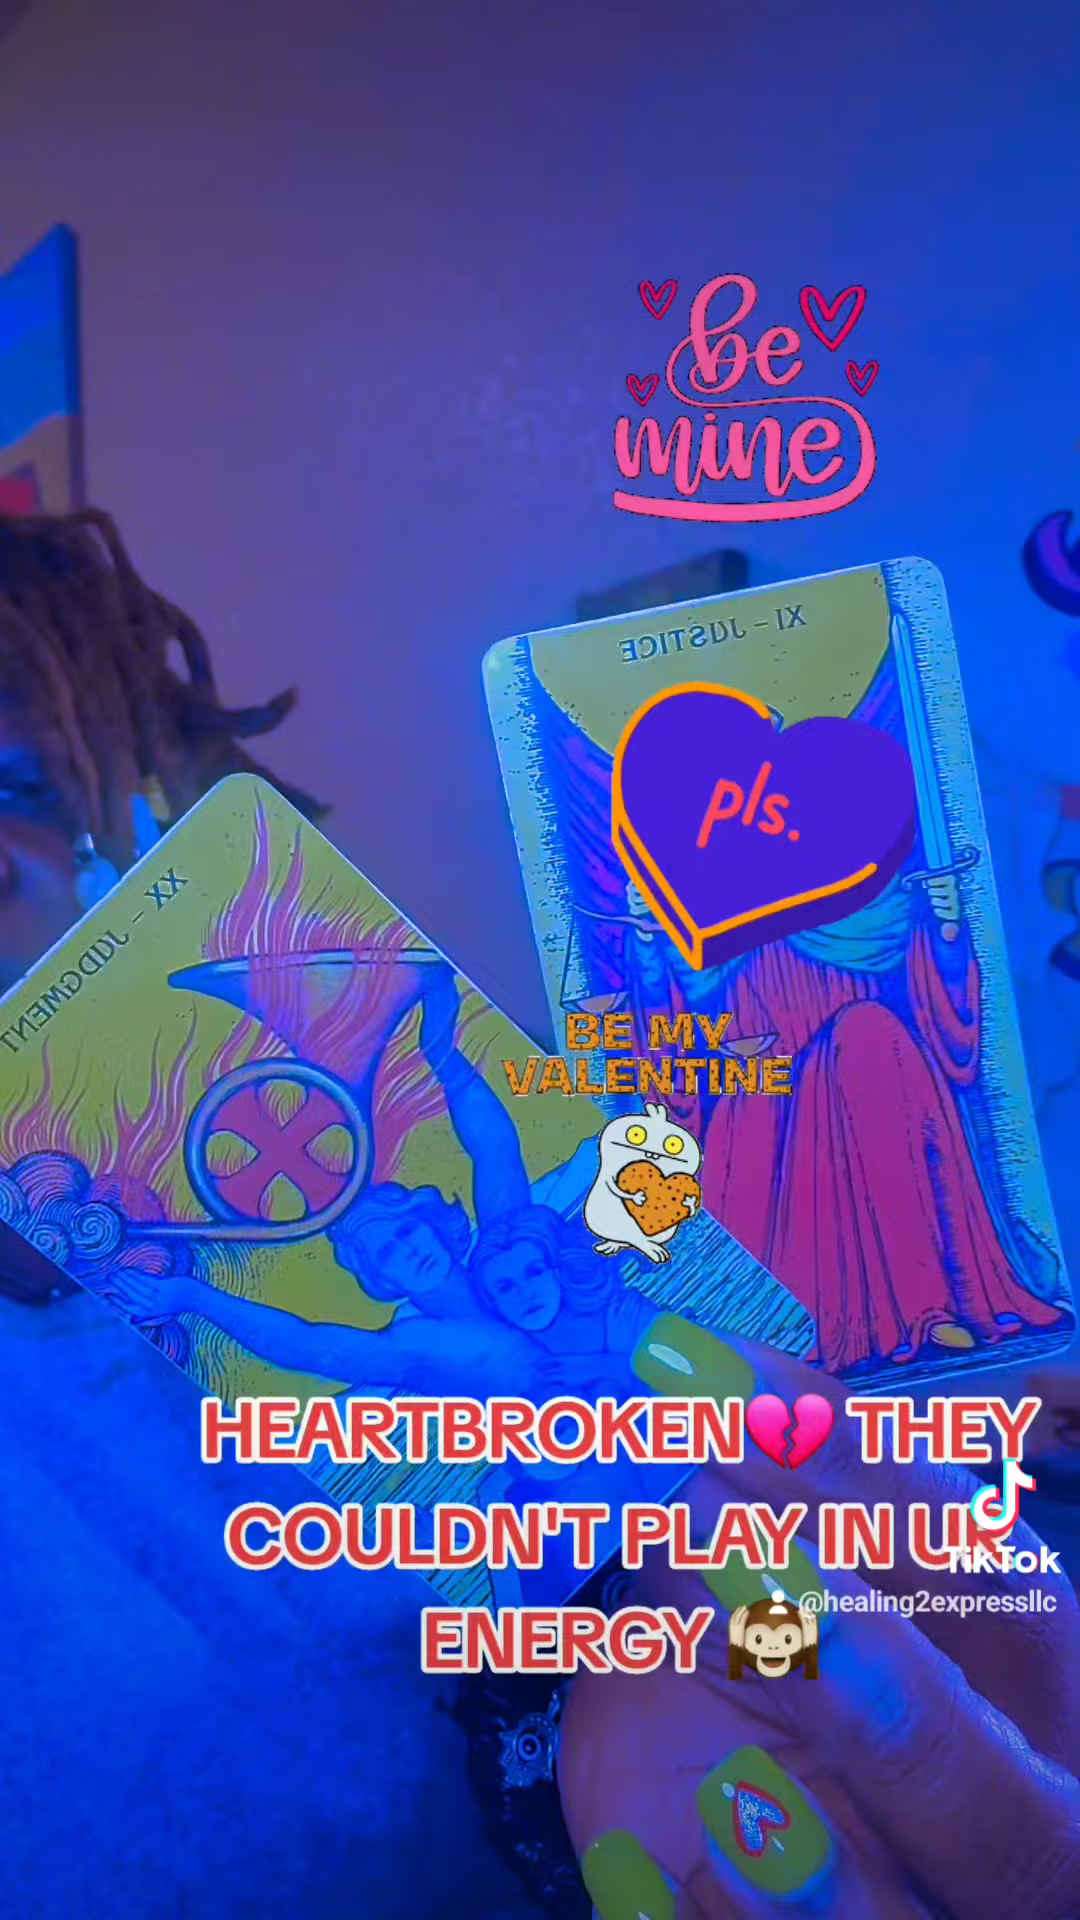 be
mine
XI – JUSTICE
pls.
XX – JUDGMENT
BE MY
VALENTINE
HEARTBROKEN💔 THEY
COULDN'T PLAY IN UR
ENERGY 🙉
TikTok
@healing2expressllc